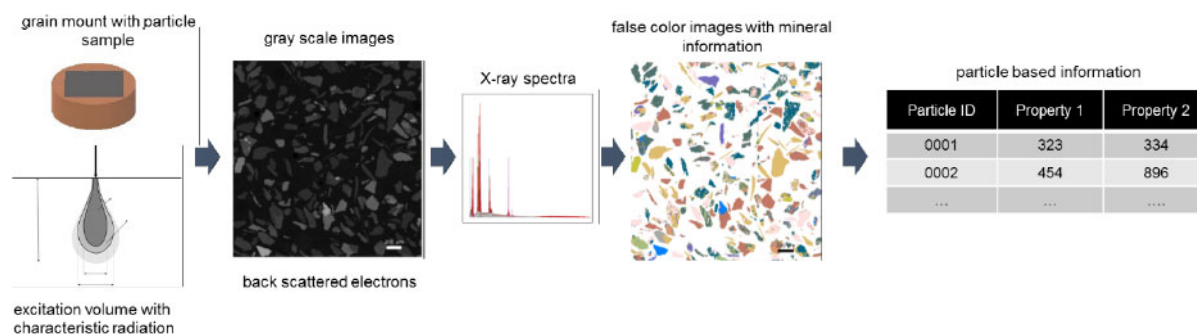 grain mount with particle
sample
excitation volume with
characteristic radiation
gray scale images
back scattered electrons
X-ray spectra
false color images with mineral
information
particle based information
Particle ID Property 1 Property 2
0001 323 334
0002 454 896
... ... ....